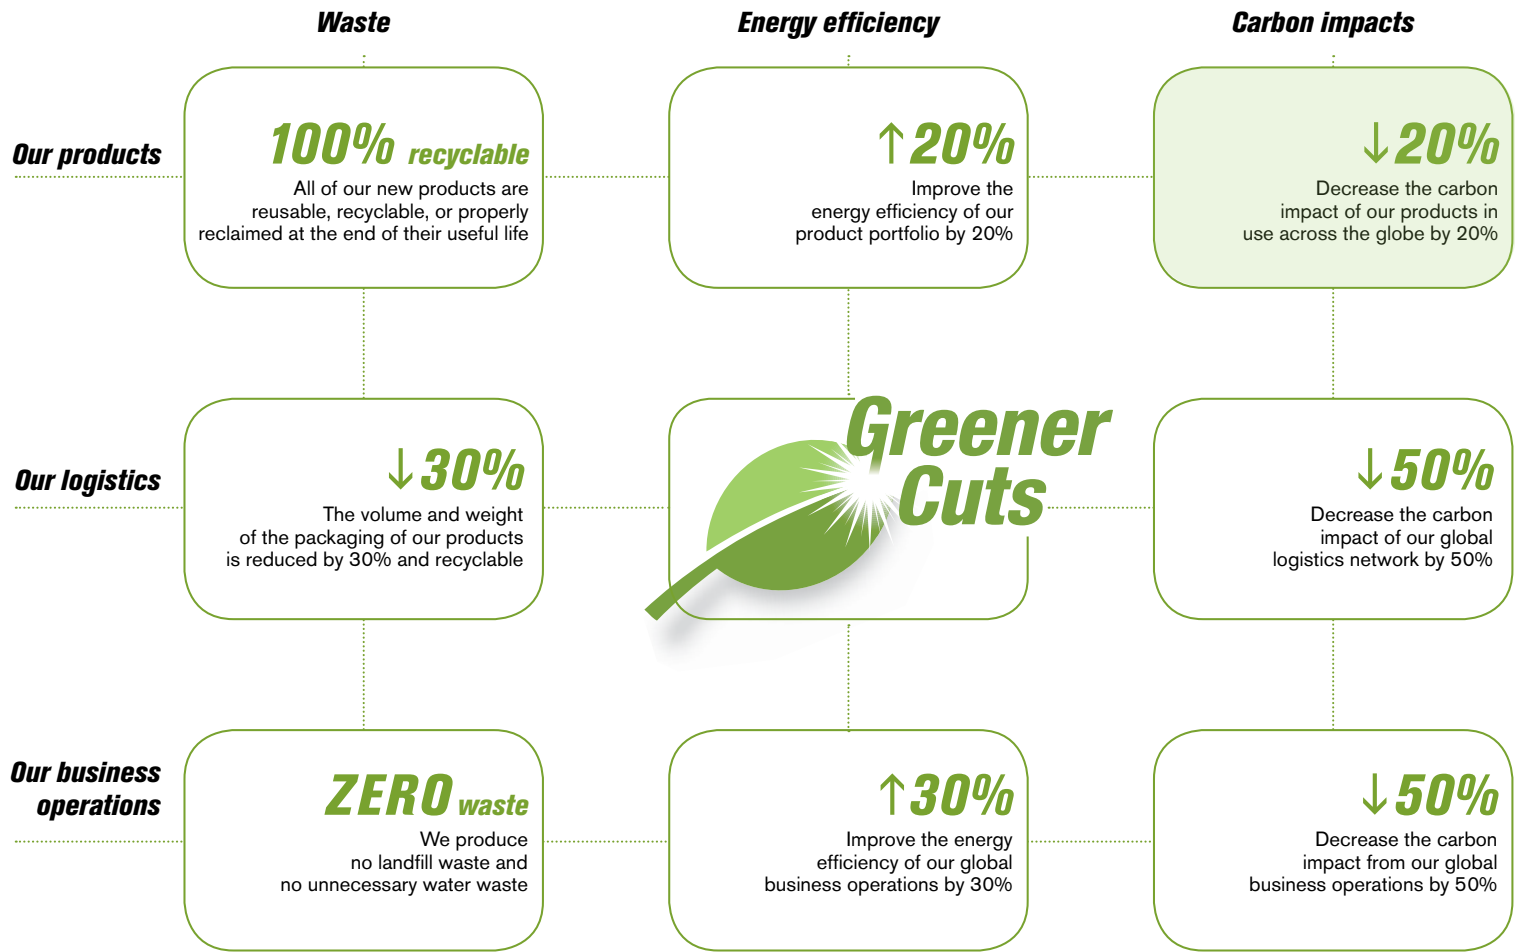 Waste
Energy efficiency
Carbon impacts
Our products
100% recyclable
All of our new products are
reusable, recyclable, or properly
reclaimed at the end of their useful life
↑20%
Improve the
energy efficiency of our
product portfolio by 20%
↓20%
Decrease the carbon
impact of our products in
use across the globe by 20%
Our logistics
↓30%
The volume and weight
of the packaging of our products
is reduced by 30% and recyclable
Greener
Cuts
↓50%
Decrease the carbon
impact of our global
logistics network by 50%
Our business
operations
ZERO waste
We produce
no landfill waste and
no unnecessary water waste
↑30%
Improve the energy
efficiency of our global
business operations by 30%
↓50%
Decrease the carbon
impact from our global
business operations by 50%